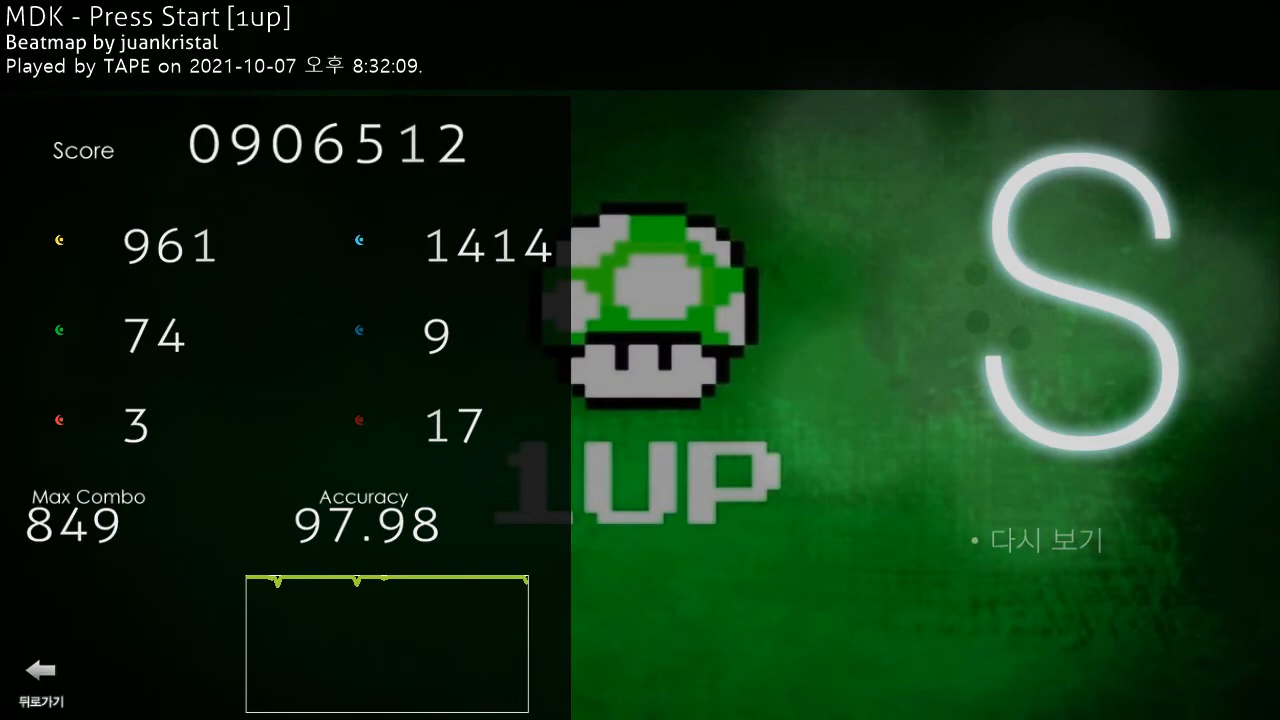 MDK - Press Start [1up]
Beatmap by juankristal
Played by TAPE on 2021-10-07 오후 8:32:09.
Score 0906512
961 1414
74 9
3 17
Max Combo Accuracy
849 97.98
1UP
S
• 다시 보기
뒤로가기